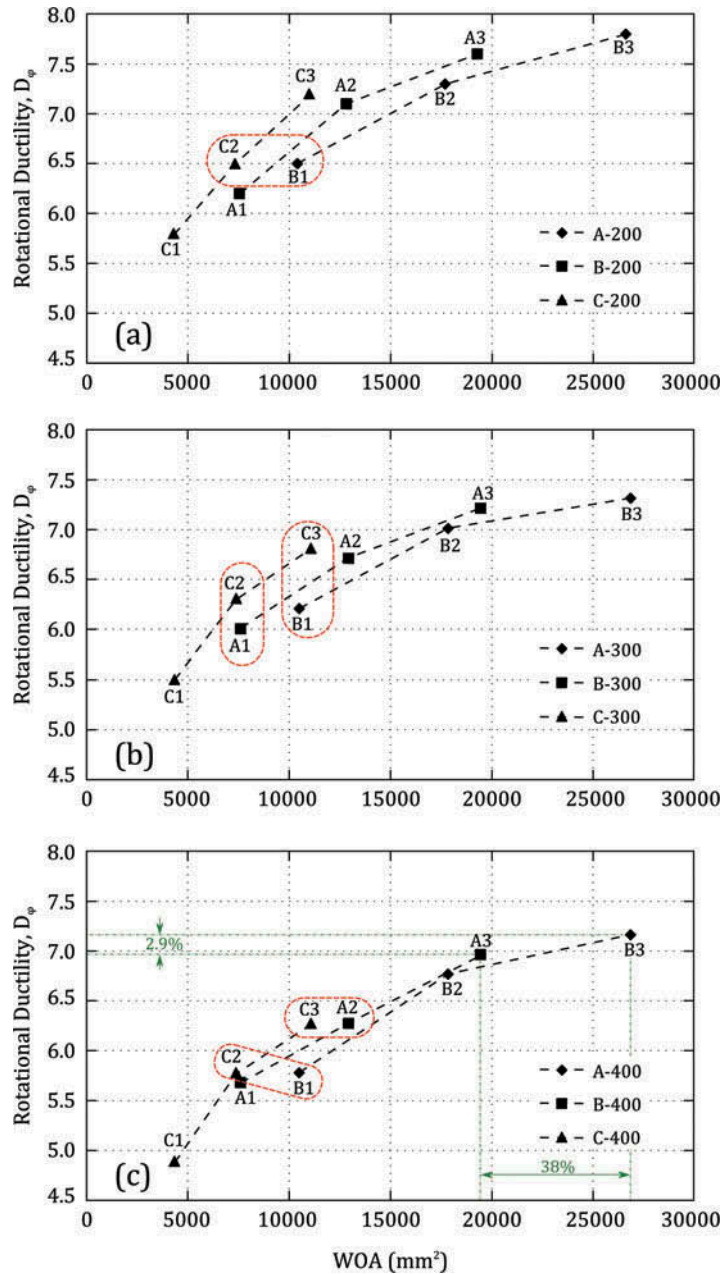 8.0
7.5
7.0
6.5
6.0
5.5
5.0
4.5
Rotational Ductility, Dφ
C1
C2
C3
A1
A2
A3
B1
B2
B3
A-200
B-200
C-200
(a)
0 5000 10000 15000 20000 25000 30000
8.0
7.5
7.0
6.5
6.0
5.5
5.0
4.5
Rotational Ductility, Dφ
C1
C2
C3
A1
A2
A3
B1
B2
B3
A-300
B-300
C-300
(b)
0 5000 10000 15000 20000 25000 30000
8.0
7.5
7.0
6.5
6.0
5.5
5.0
4.5
Rotational Ductility, Dφ
2.9%
C1
C2
C3
A1
A2
A3
B1
B2
B3
A-400
B-400
C-400
38%
(c)
0 5000 10000 15000 20000 25000 30000
WOA (mm²)